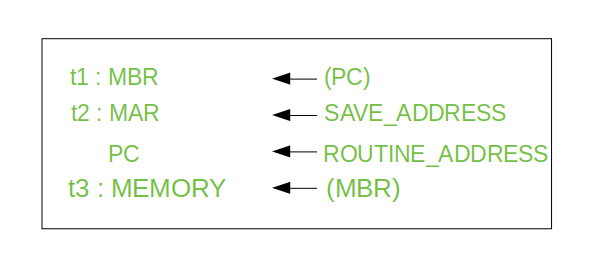 t1 : MBR (PC)
t2 : MAR SAVE_ADDRESS
PC ROUTINE_ADDRESS
t3 : MEMORY (MBR)